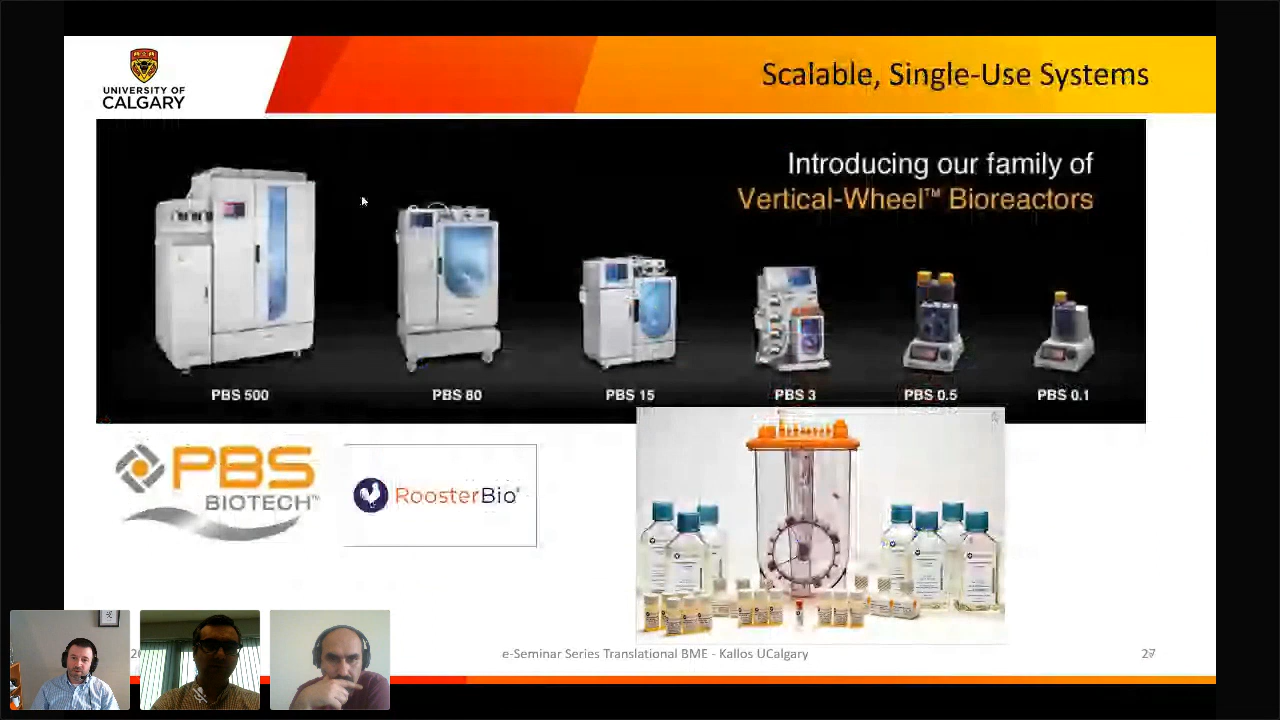 UNIVERSITY OF
CALGARY
Scalable, Single-Use Systems
Introducing our family of
Vertical-Wheel™ Bioreactors
PBS 500
PBS 80
PBS 15
PBS 3
PBS 0.5
PBS 0.1
PBS
BIOTECH™
RoosterBio®
e-Seminar Series Translational BME - Kallos UCalgary
27